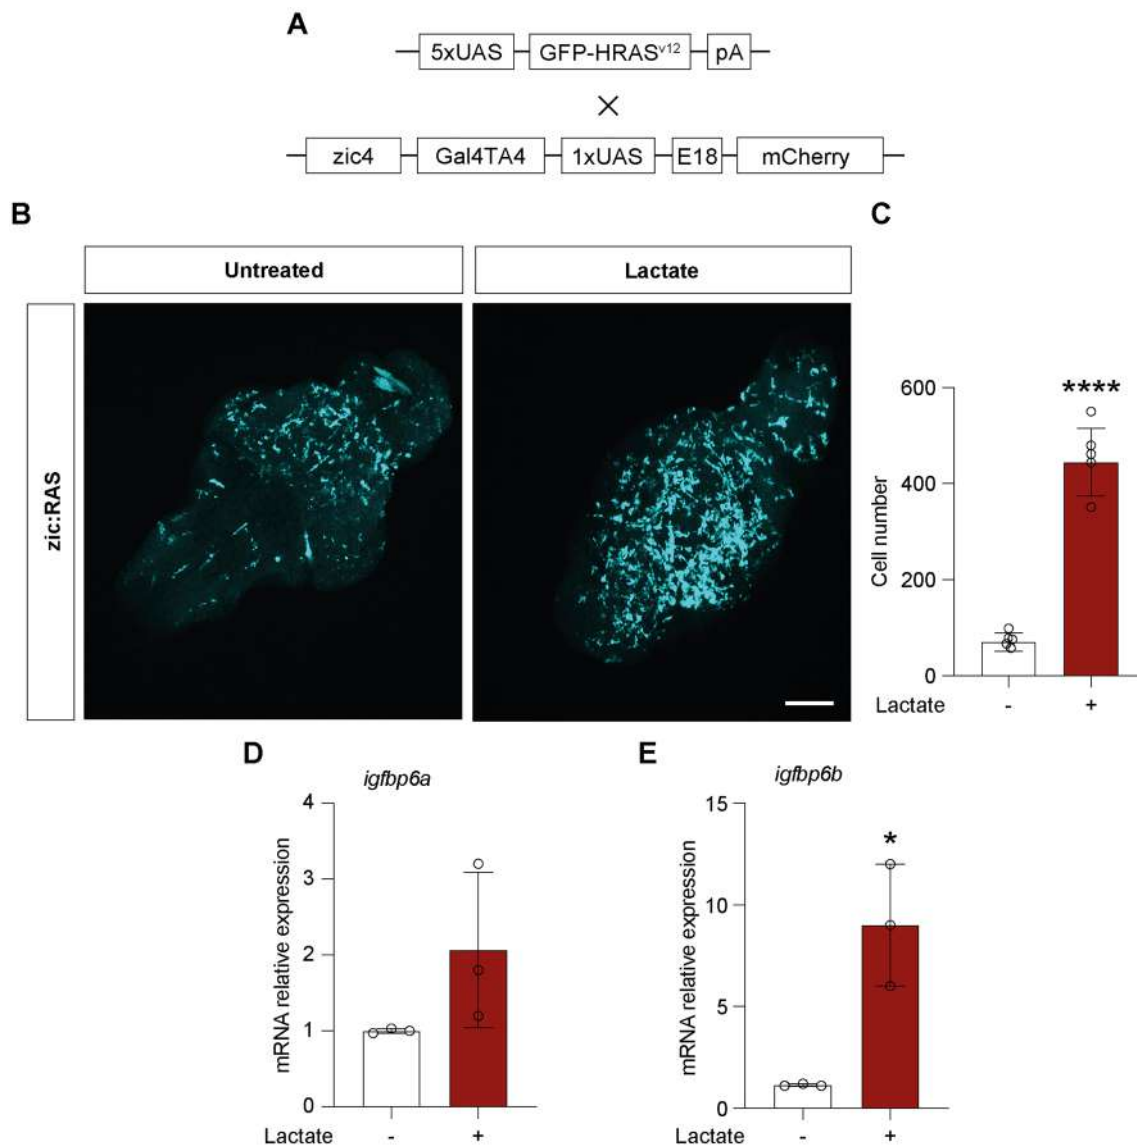 A
5xUAS GFP-HRASv12 pA
×
zic4 Gal4TA4 1xUAS E18 mCherry
B
Untreated Lactate
zic:RAS
C
Cell number
600
400
200
0
****
Lactate - +
D
igfbp6a
mRNA relative expression
4
3
2
1
0
Lactate - +
E
igfbp6b
mRNA relative expression
15
10
5
0
*
Lactate - +